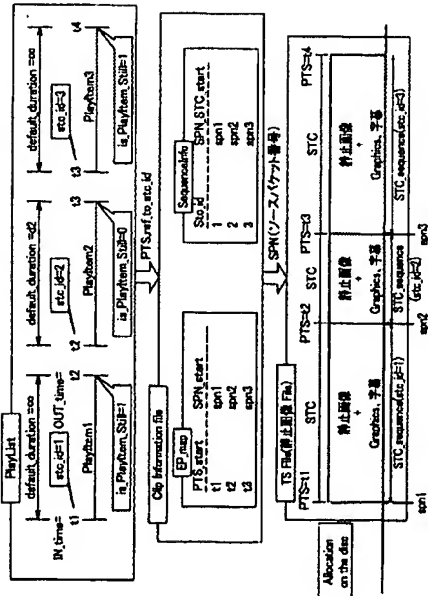 PlayList
default_duration =∞
default_duration =d2
default_duration =∞
IN_time=
stc_id=1
OUT_time=
stc_id=2
stc_id=3
t1
t2
t2
t3
t3
t4
PlayItem1
PlayItem2
PlayItem3
is_PlayItem_Still=1
is_PlayItem_Still=0
is_PlayItem_Still=1
PTS,ref_to_stc_id
Clip Information file
EP_map
PTS_start SPN_start
t1 spn1
t2 spn2
t3 spn3
SequenceInfo
Stc_id SPN_STC_start
1 spn1
2 spn2
3 spn3
SPN(ソースパケット番号)
TS File(静止画像 File)
PTS=t1
PTS=t2
PTS=t3
PTS=t4
STC
STC
STC
静止画像
+
Graphics、字幕
静止画像
+
Graphics、字幕
静止画像
+
Graphics、字幕
STC_sequence(stc_id=1)
STC_sequence
(stc_id=2)
STC_sequence(stc_id=3)
Allocation
on the disc
spn1
spn2
spn3